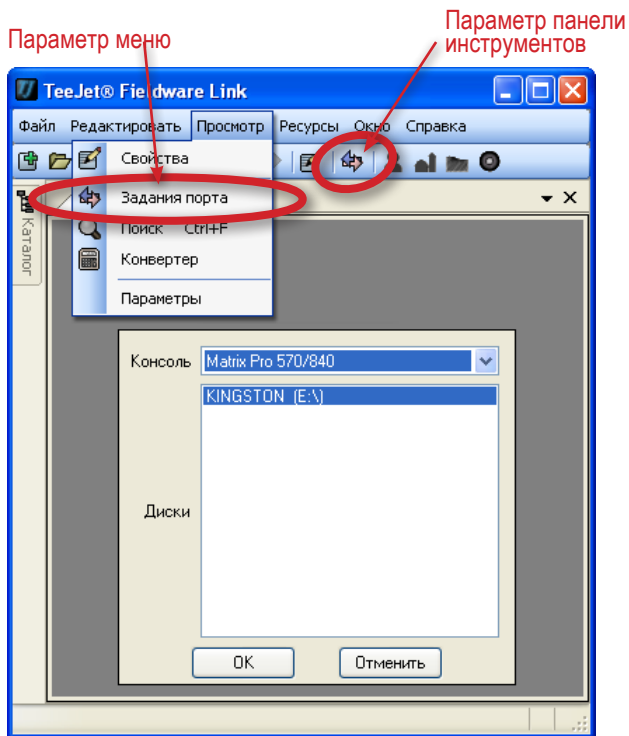 Параметр меню
Параметр панели
инструментов
TeeJet® Fieldware Link
Файл Редактировать Просмотр Ресурсы Окно Справка
Свойства
Задания порта
Поиск Ctrl+F
Конвертер
Параметры
Каталог
Консоль Matrix Pro 570/840
KINGSTON (E:\)
Диски
OK Отменить